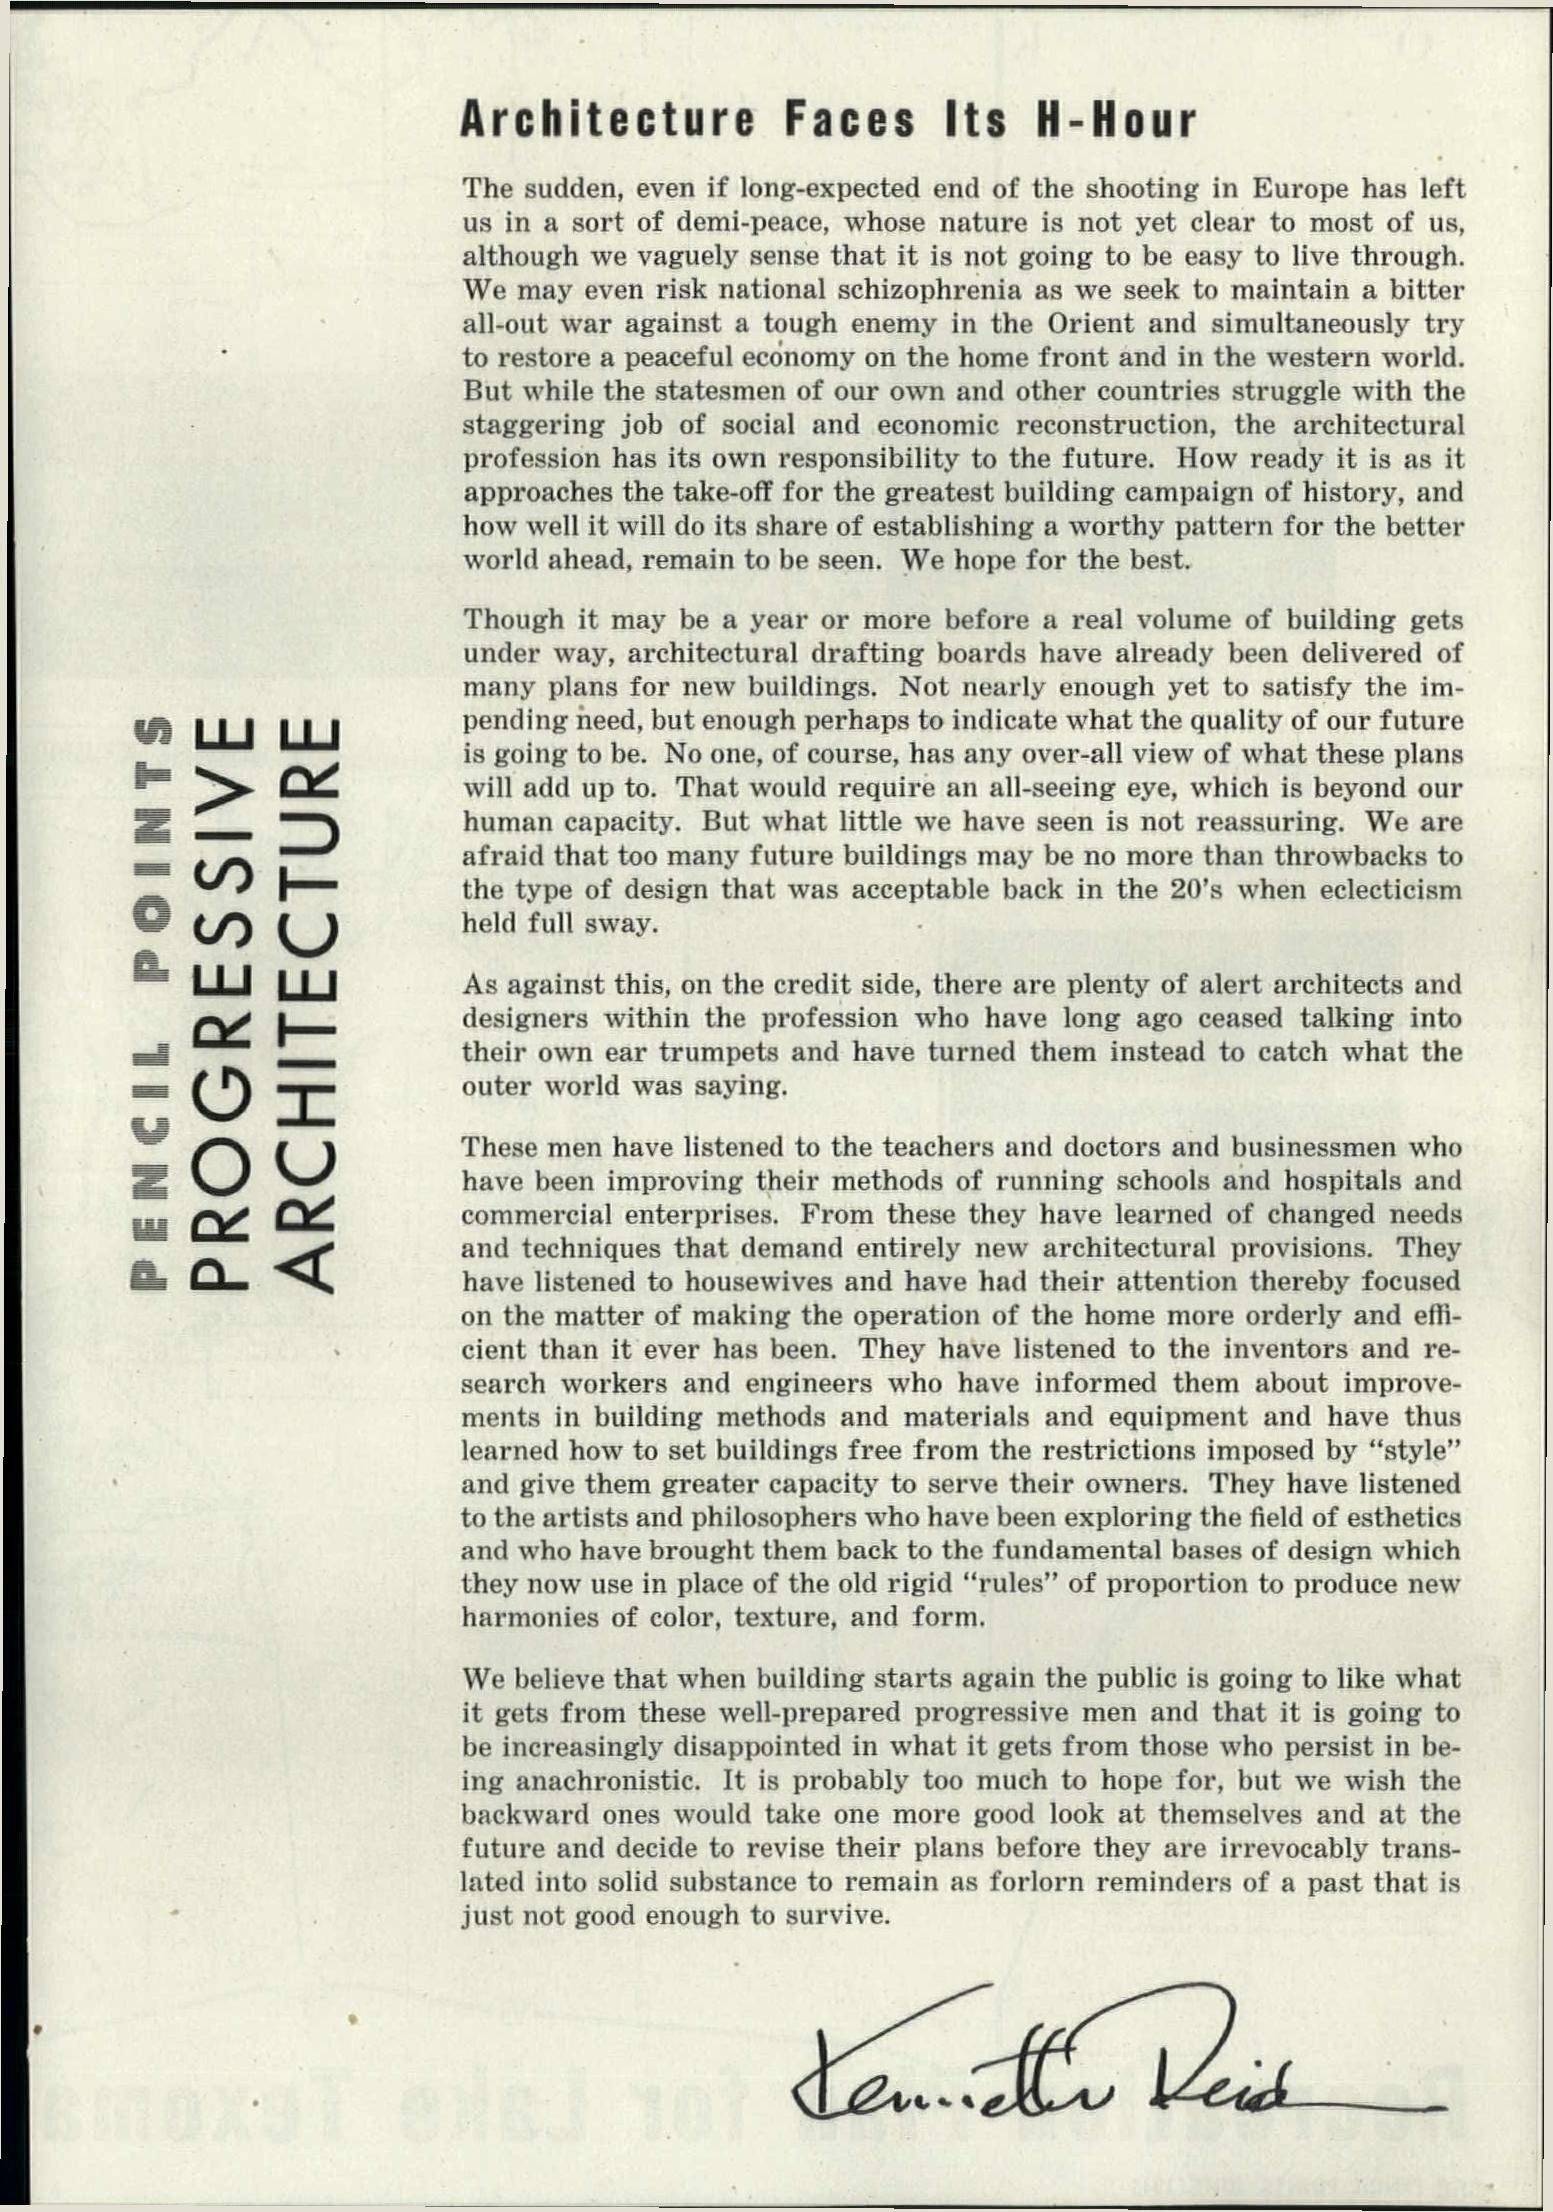 Architecture Faces Its H-Hour
The sudden, even if long-expected end of the shooting in Europe has left
us in a sort of demi-peace, whose nature is not yet clear to most of us,
although we vaguely sense that it is not going to be easy to live through.
We may even risk national schizophrenia as we seek to maintain a bitter
all-out war against a tough enemy in the Orient and simultaneously try
to restore a peaceful economy on the home front and in the western world.
But while the statesmen of our own and other countries struggle with the
staggering job of social and economic reconstruction, the architectural
profession has its own responsibility to the future. How ready it is as it
approaches the take-off for the greatest building campaign of history, and
how well it will do its share of establishing a worthy pattern for the better
world ahead, remain to be seen. We hope for the best.
Though it may be a year or more before a real volume of building gets
under way, architectural drafting boards have already been delivered of
many plans for new buildings. Not nearly enough yet to satisfy the im-
pending need, but enough perhaps to indicate what the quality of our future
is going to be. No one, of course, has any over-all view of what these plans
will add up to. That would require an all-seeing eye, which is beyond our
human capacity. But what little we have seen is not reassuring. We are
afraid that too many future buildings may be no more than throwbacks to
the type of design that was acceptable back in the 20's when eclecticism
held full sway.
As against this, on the credit side, there are plenty of alert architects and
designers within the profession who have long ago ceased talking into
their own ear trumpets and have turned them instead to catch what the
outer world was saying.
These men have listened to the teachers and doctors and businessmen who
have been improving their methods of running schools and hospitals and
commercial enterprises. From these they have learned of changed needs
and techniques that demand entirely new architectural provisions. They
have listened to housewives and have had their attention thereby focused
on the matter of making the operation of the home more orderly and effi-
cient than it ever has been. They have listened to the inventors and re-
search workers and engineers who have informed them about improve-
ments in building methods and materials and equipment and have thus
learned how to set buildings free from the restrictions imposed by “style”
and give them greater capacity to serve their owners. They have listened
to the artists and philosophers who have been exploring the field of esthetics
and who have brought them back to the fundamental bases of design which
they now use in place of the old rigid “rules” of proportion to produce new
harmonies of color, texture, and form.
We believe that when building starts again the public is going to like what
it gets from these well-prepared progressive men and that it is going to
be increasingly disappointed in what it gets from those who persist in be-
ing anachronistic. It is probably too much to hope for, but we wish the
backward ones would take one more good look at themselves and at the
future and decide to revise their plans before they are irrevocably trans-
lated into solid substance to remain as forlorn reminders of a past that is
just not good enough to survive.
Kenneth Reid
PENCIL POINTS
PROGRESSIVE
ARCHITECTURE